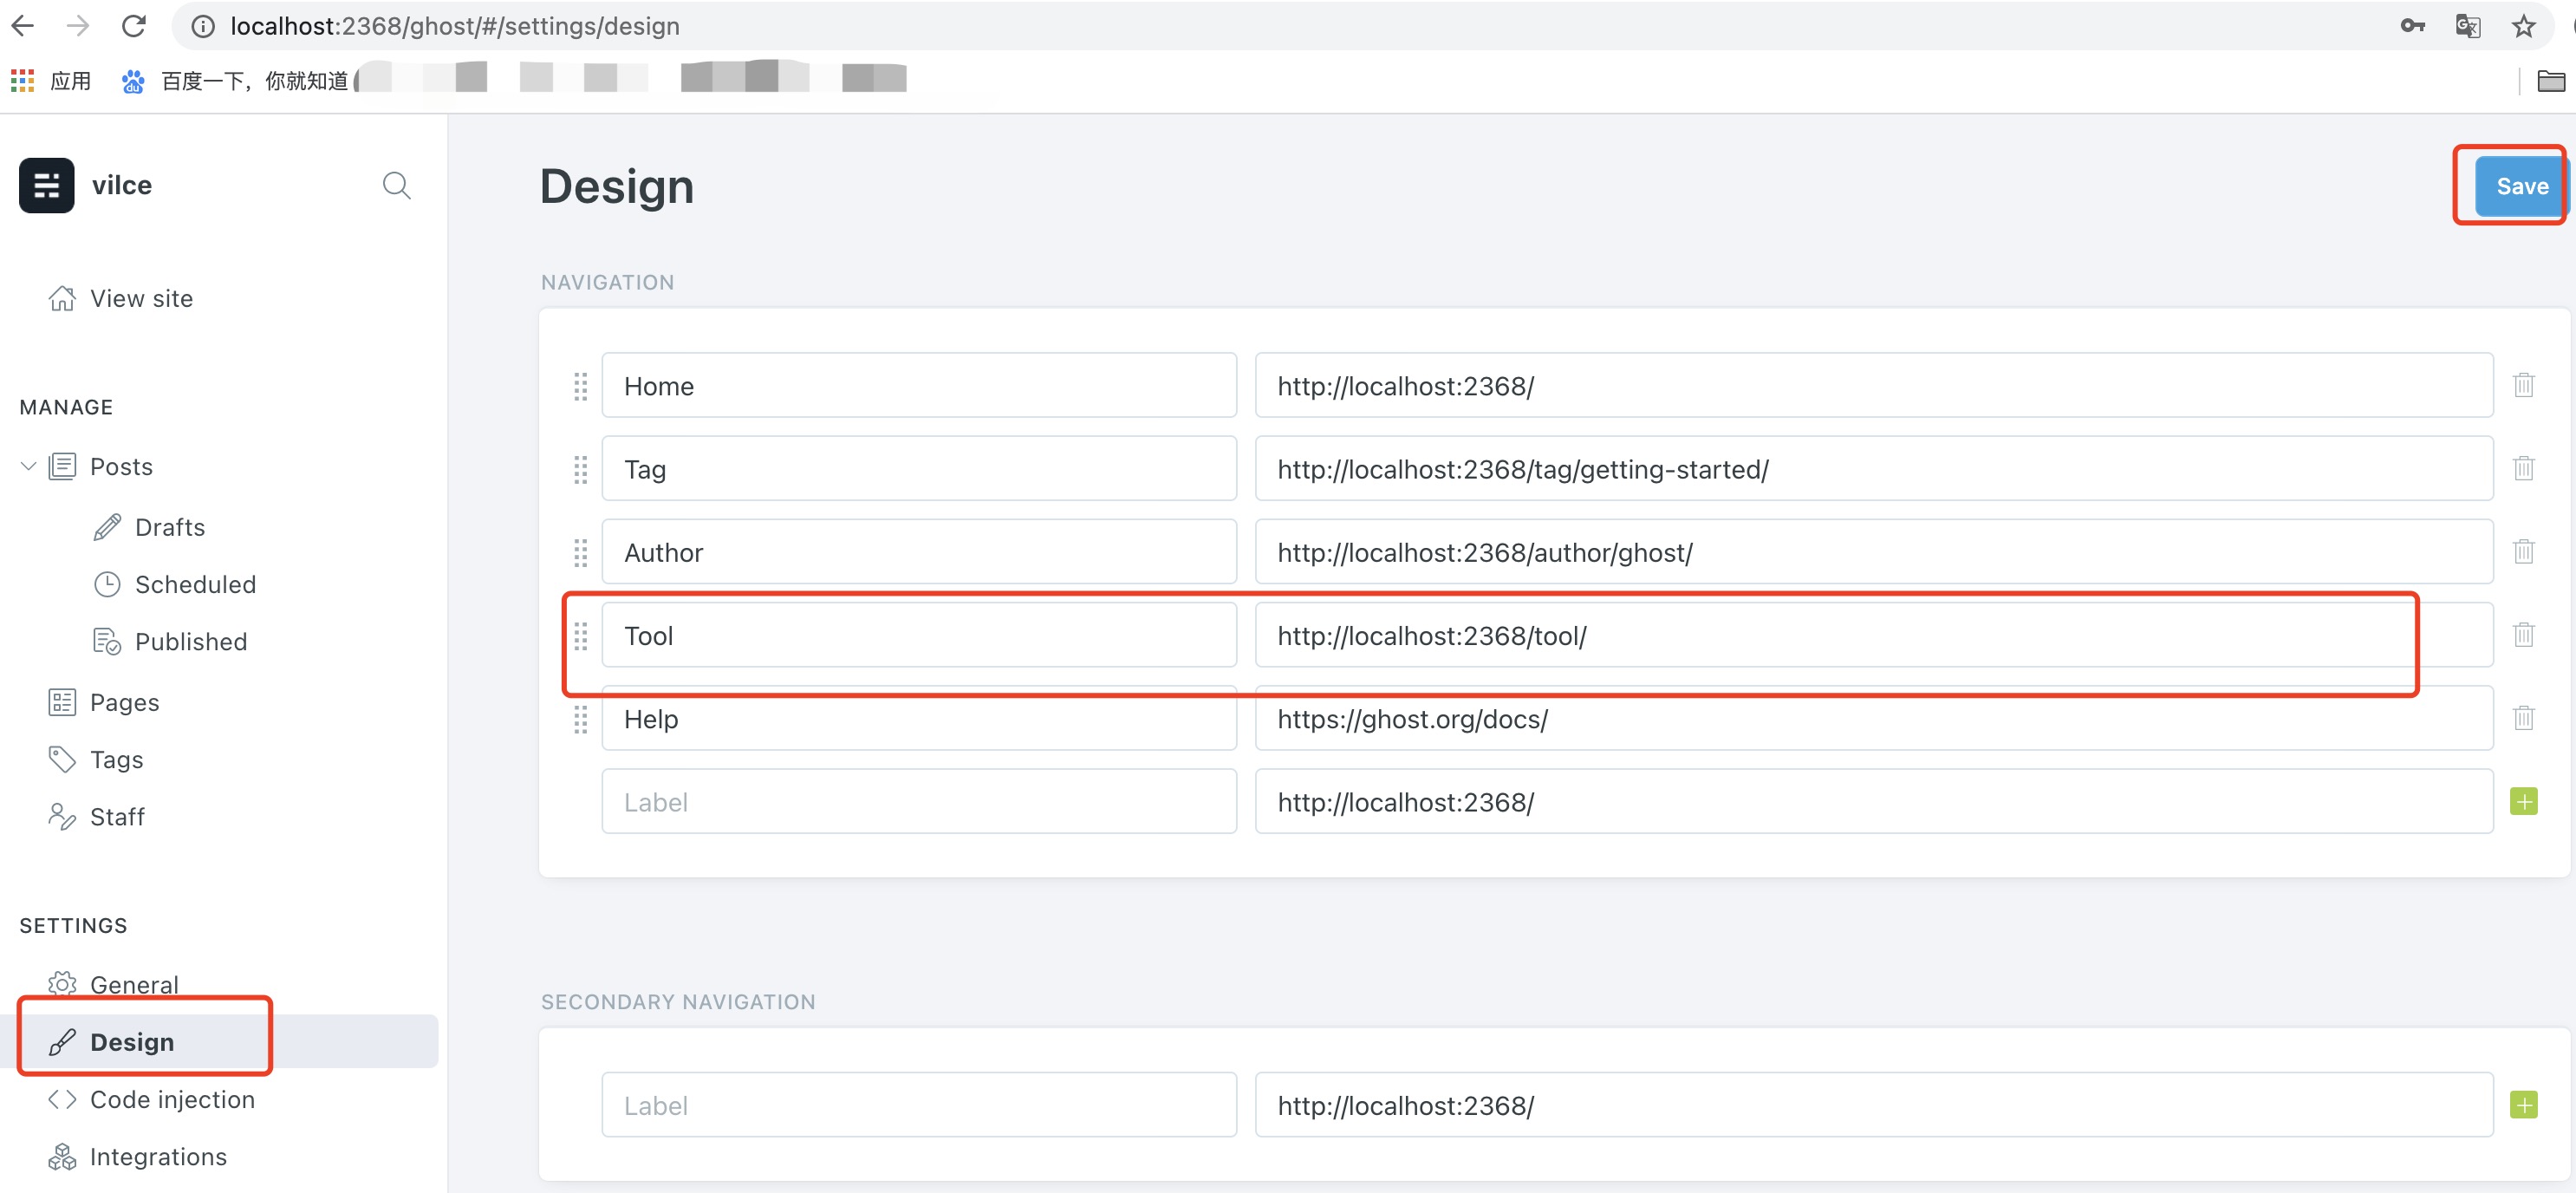 localhost:2368/ghost/#/settings/design
应用 百度一下，你就知道
vilce
View site
MANAGE
Posts
Drafts
Scheduled
Published
Pages
Tags
Staff
SETTINGS
General
Design
Code injection
Integrations
Design
Save
NAVIGATION
Home http://localhost:2368/
Tag http://localhost:2368/tag/getting-started/
Author http://localhost:2368/author/ghost/
Tool http://localhost:2368/tool/
Help https://ghost.org/docs/
Label http://localhost:2368/
SECONDARY NAVIGATION
Label http://localhost:2368/